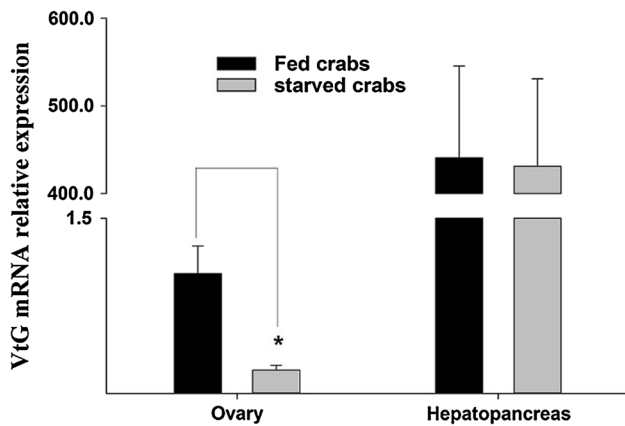 VtG mRNA relative expression
600.0
500.0
400.0
1.5
Fed crabs
starved crabs
*
Ovary
Hepatopancreas